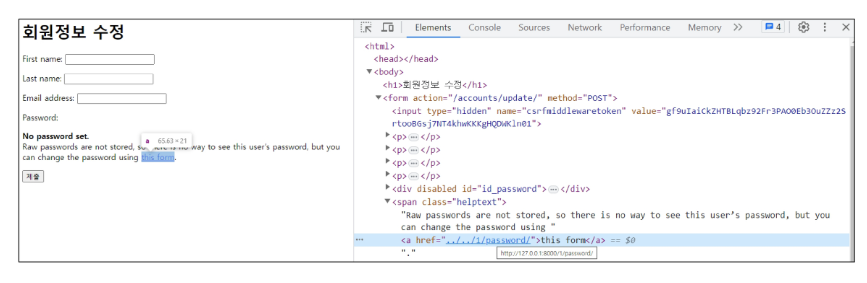 회원정보 수정
First name:
Last name:
Email address:
Password:
No password set.
Raw passwords are not stored, so there is no way to see this user's password, but you
can change the password using this form.
a 65.63 × 21
제출
Elements Console Sources Network Performance Memory 4
<html>
<head></head>
<body>
<h1>회원정보 수정</h1>
<form action="/accounts/update/" method="POST">
<input type="hidden" name="csrfmiddlewaretoken" value=
<p> … </p>
<p> … </p>
<p> … </p>
<p> … </p>
<div disabled id="id_password"> … </div>
<span class="helptext">
"Raw passwords are not stored, so there is no way to see this user's password, but you
can change the password using "
… <a href="../../1/password/">this form</a> == $0
http://127.0.0.1:8000/1/password/
"."